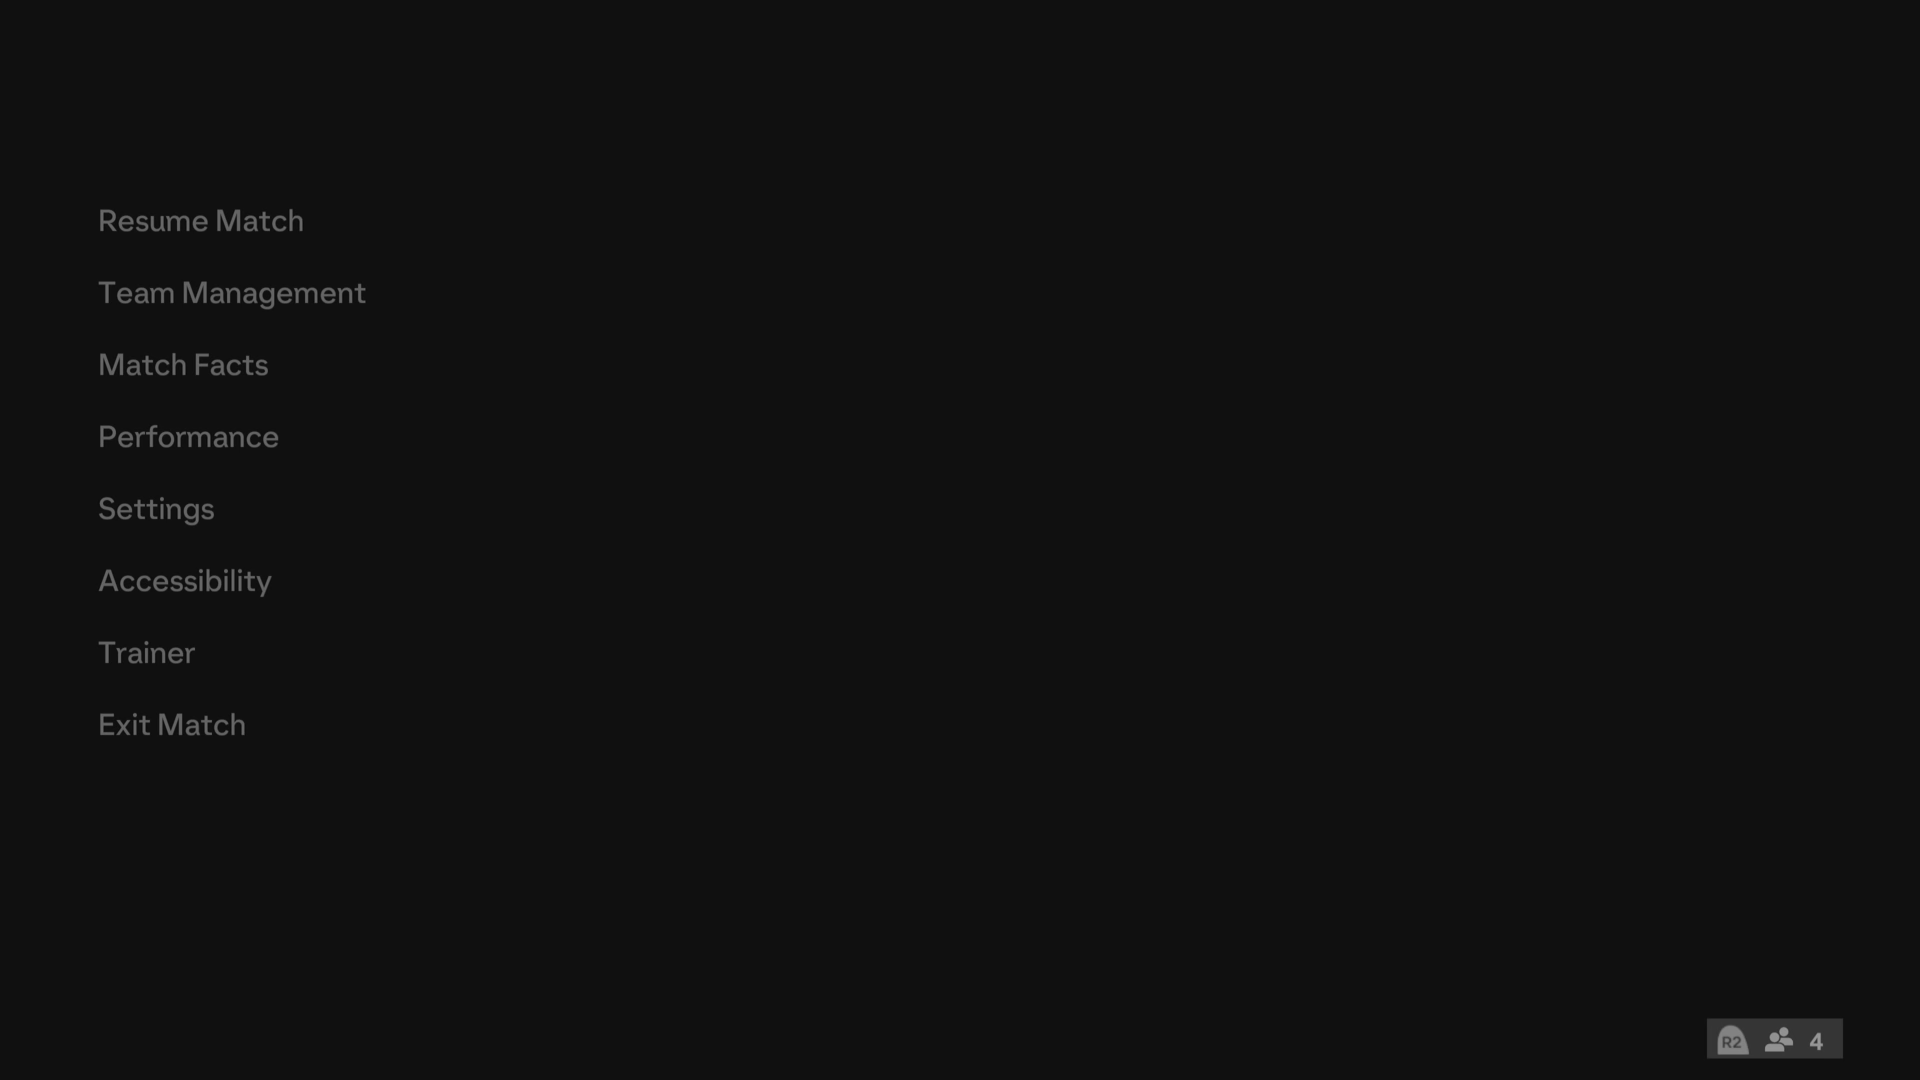 Resume Match
Team Management
Match Facts
Performance
Settings
Accessibility
Trainer
Exit Match
R2 4